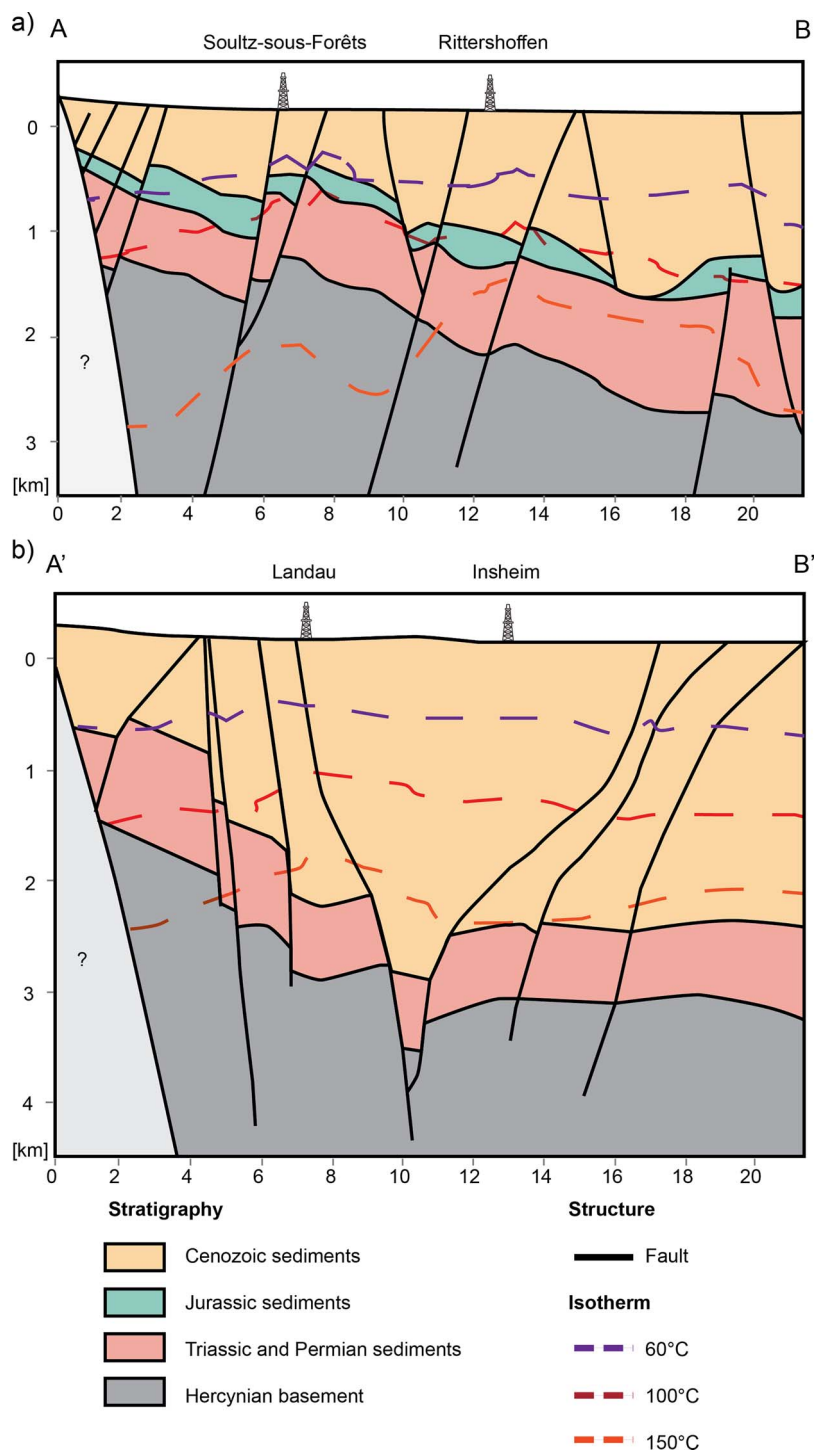 a)
A
Soultz-sous-Forêts
Rittershoffen
B
0
1
2
3
[km]
?
0 2 4 6 8 10 12 14 16 18 20
b)
A'
Landau
Insheim
B'
0
1
2
3
4
[km]
?
0 2 4 6 8 10 12 14 16 18 20
Stratigraphy
Cenozoic sediments
Jurassic sediments
Triassic and Permian sediments
Hercynian basement
Structure
Fault
Isotherm
60°C
100°C
150°C